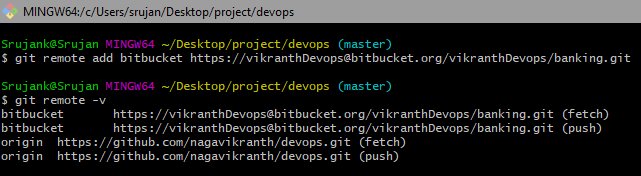 MINGW64:/c/Users/srujan/Desktop/project/devops
Srujank@Srujan MINGW64 ~/Desktop/project/devops (master)
$ git remote add bitbucket https://vikranthDevops@bitbucket.org/vikranthDevops/banking.git
Srujank@Srujan MINGW64 ~/Desktop/project/devops (master)
$ git remote -v
bitbucket       https://vikranthDevops@bitbucket.org/vikranthDevops/banking.git (fetch)
bitbucket       https://vikranthDevops@bitbucket.org/vikranthDevops/banking.git (push)
origin  https://github.com/nagavikranth/devops.git (fetch)
origin  https://github.com/nagavikranth/devops.git (push)